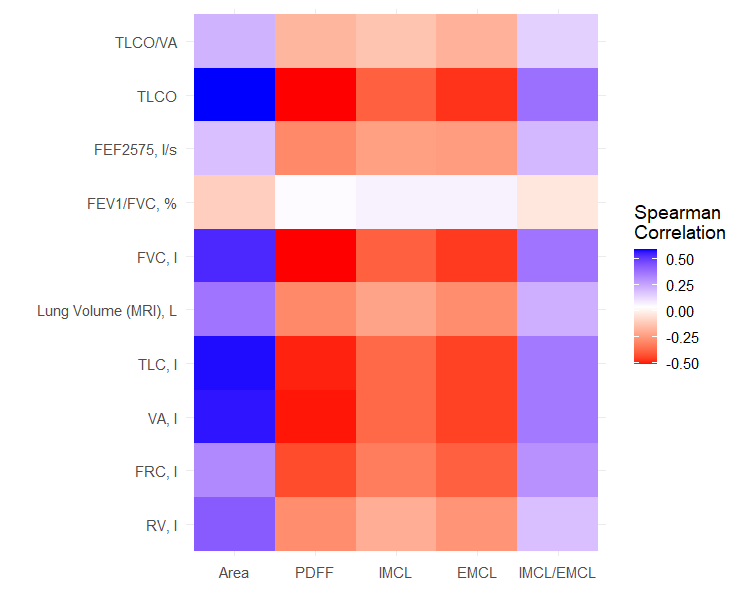 TLCO/VA
TLCO
FEF2575, l/s
FEV1/FVC, %
FVC, l
Lung Volume (MRI), L
TLC, l
VA, l
FRC, l
RV, l
Area PDFF IMCL EMCL IMCL/EMCL
Spearman
Correlation
0.50
0.25
0.00
-0.25
-0.50